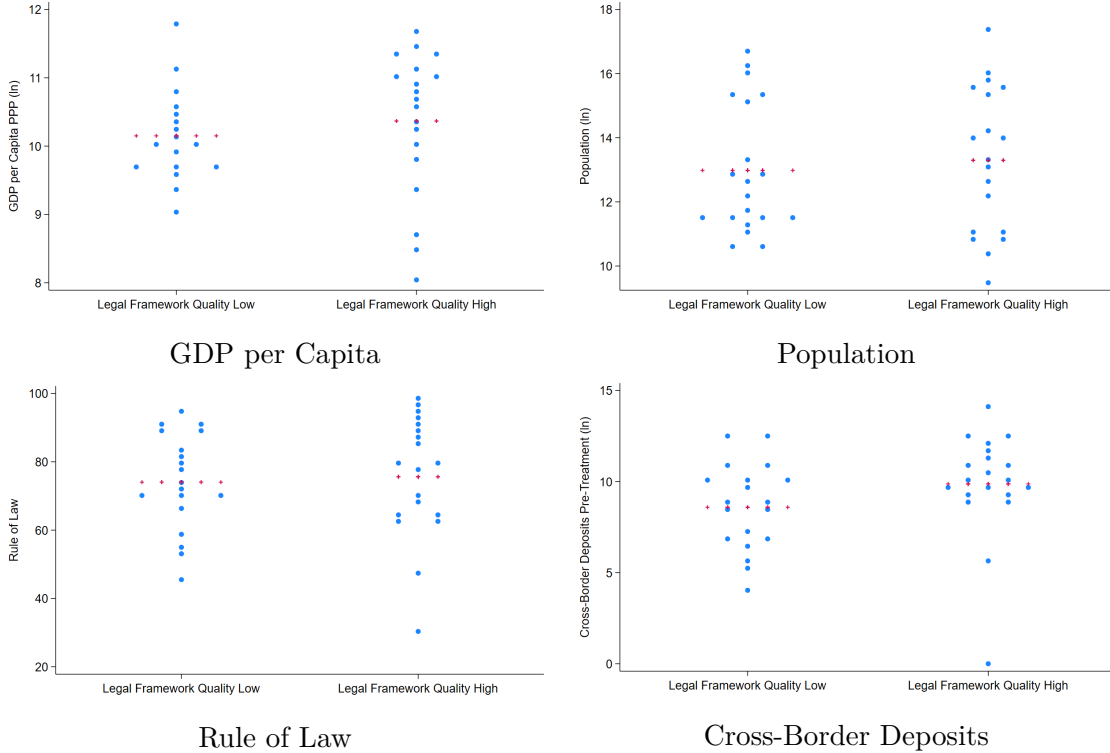 GDP per Capita PPP (ln)
12
11
10
9
8
Legal Framework Quality Low
Legal Framework Quality High
GDP per Capita
Population (ln)
18
16
14
12
10
Legal Framework Quality Low
Legal Framework Quality High
Population
Rule of Law
100
80
60
40
20
Legal Framework Quality Low
Legal Framework Quality High
Rule of Law
Cross-Border Deposits Pre-Treatment (ln)
15
10
5
0
Legal Framework Quality Low
Legal Framework Quality High
Cross-Border Deposits